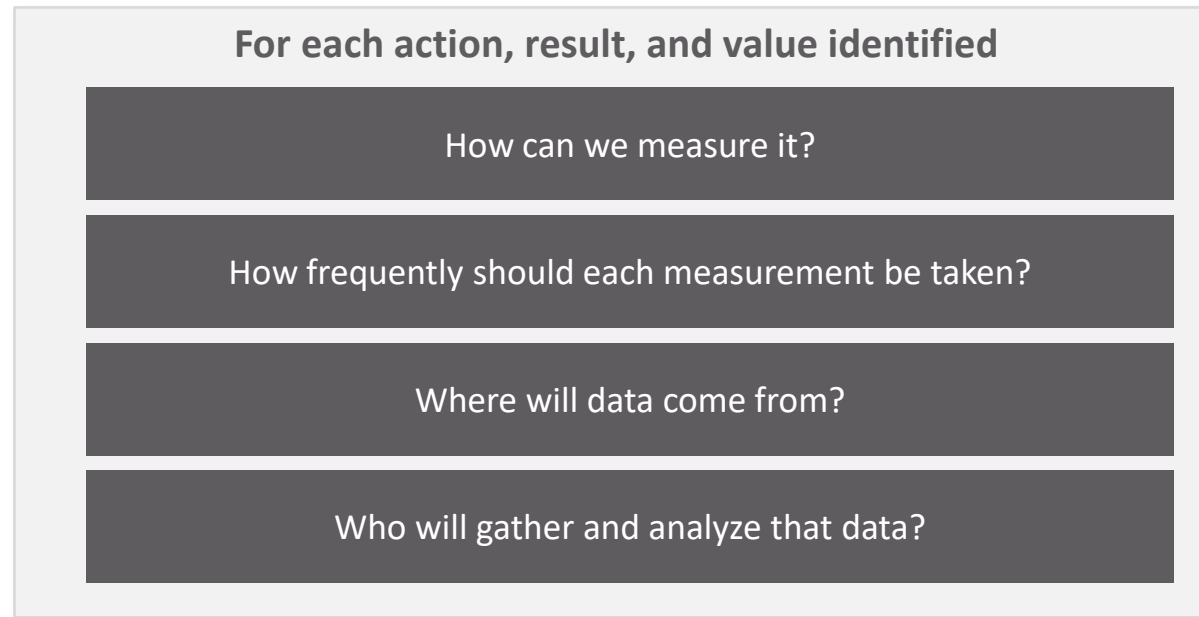 For each action, result, and value identified
How can we measure it?
How frequently should each measurement be taken?
Where will data come from?
Who will gather and analyze that data?